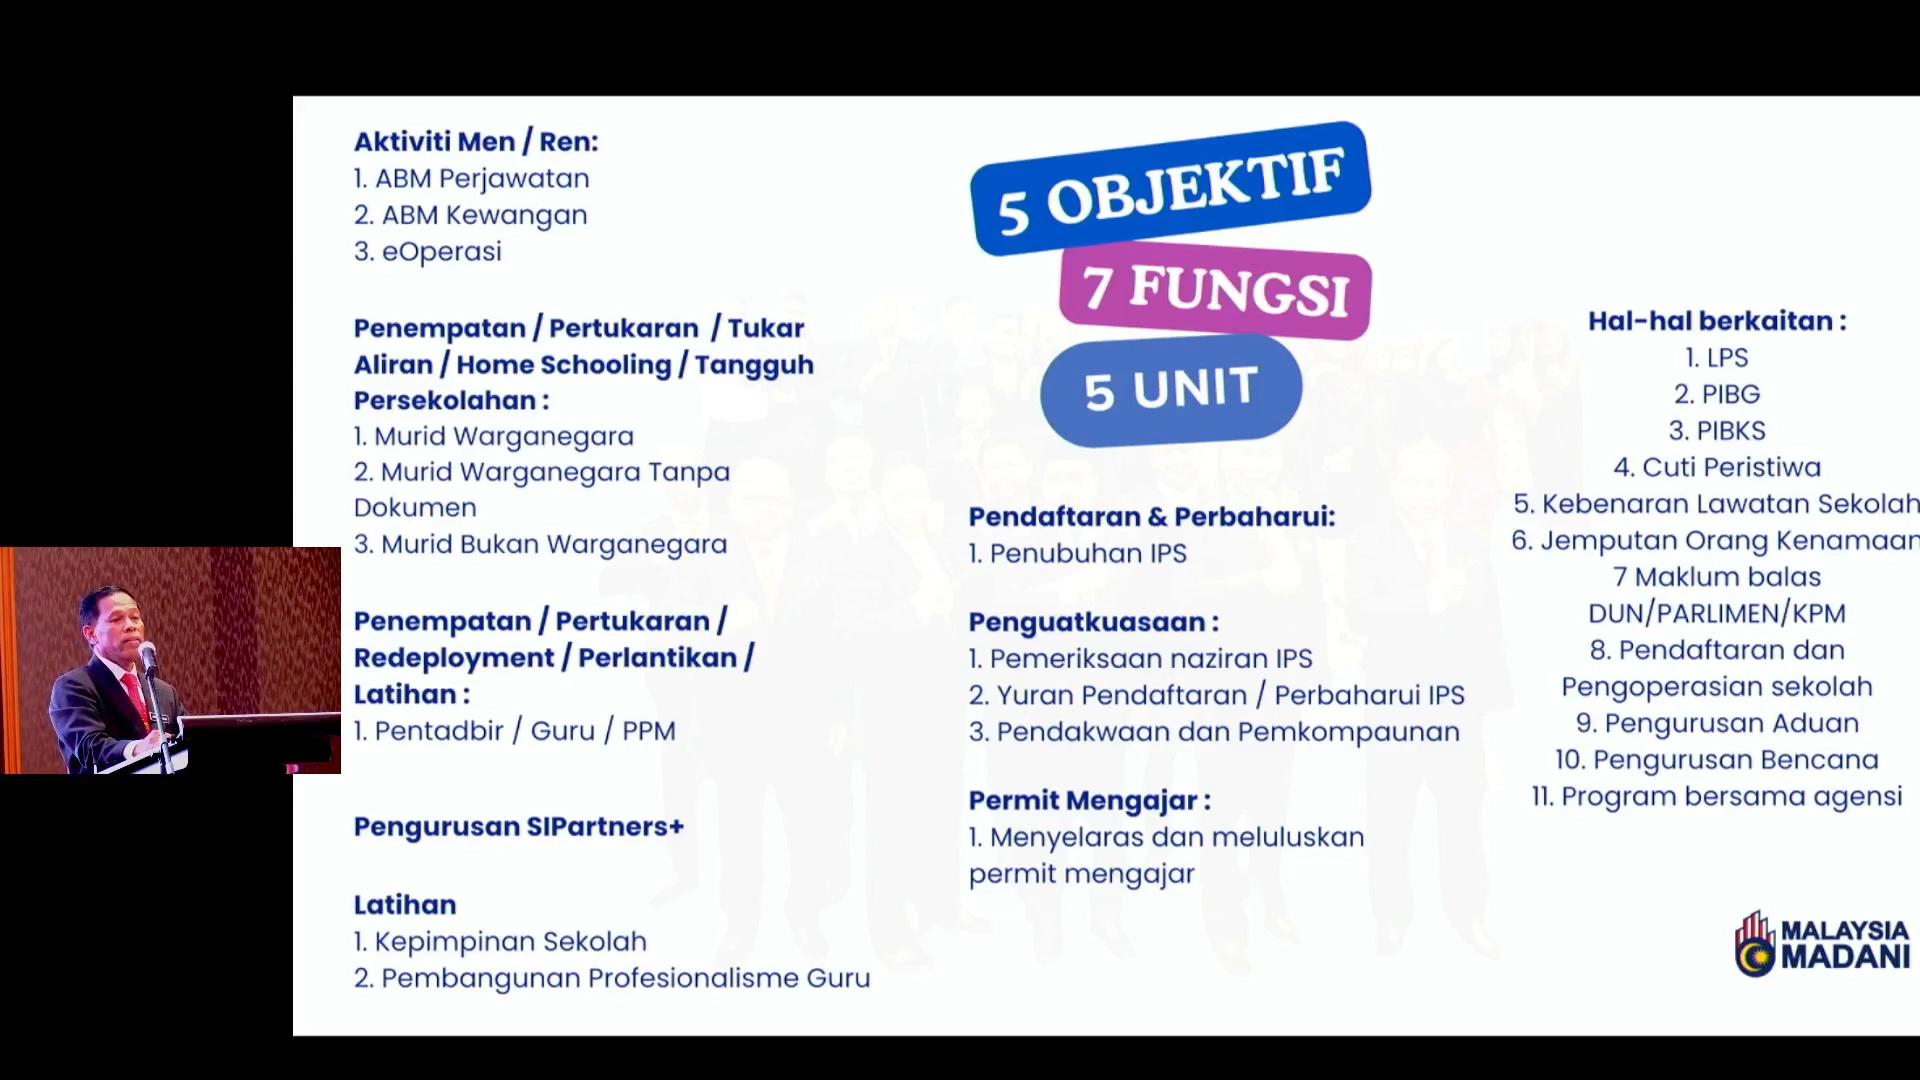 Aktiviti Men / Ren:
1. ABM Perjawatan
2. ABM Kewangan
3. eOperasi
Penempatan / Pertukaran / Tukar
Aliran / Home Schooling / Tangguh
Persekolahan :
1. Murid Warganegara
2. Murid Warganegara Tanpa
Dokumen
3. Murid Bukan Warganegara
Penempatan / Pertukaran /
Redeployment / Perlantikan /
Latihan :
1. Pentadbir / Guru / PPM
Pengurusan SIPartners+
Latihan
1. Kepimpinan Sekolah
2. Pembangunan Profesionalisme Guru
5 OBJEKTIF
7 FUNGSI
5 UNIT
Pendaftaran & Perbaharui:
1. Penubuhan IPS
Penguatkuasaan :
1. Pemeriksaan naziran IPS
2. Yuran Pendaftaran / Perbaharui IPS
3. Pendakwaan dan Pemkompaunan
Permit Mengajar :
1. Menyelaras dan meluluskan
permit mengajar
Hal-hal berkaitan :
1. LPS
2. PIBG
3. PIBKS
4. Cuti Peristiwa
5. Kebenaran Lawatan Sekolah
6. Jemputan Orang Kenamaan
7 Maklum balas
DUN/PARLIMEN/KPM
8. Pendaftaran dan
Pengoperasian sekolah
9. Pengurusan Aduan
10. Pengurusan Bencana
11. Program bersama agensi
MALAYSIA
MADANI